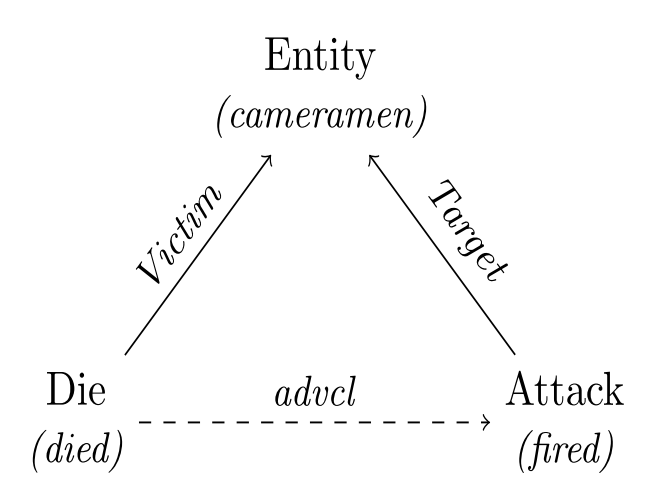 Entity
(cameramen)
Victim
Target
Die
(died)
advcl
Attack
(fired)